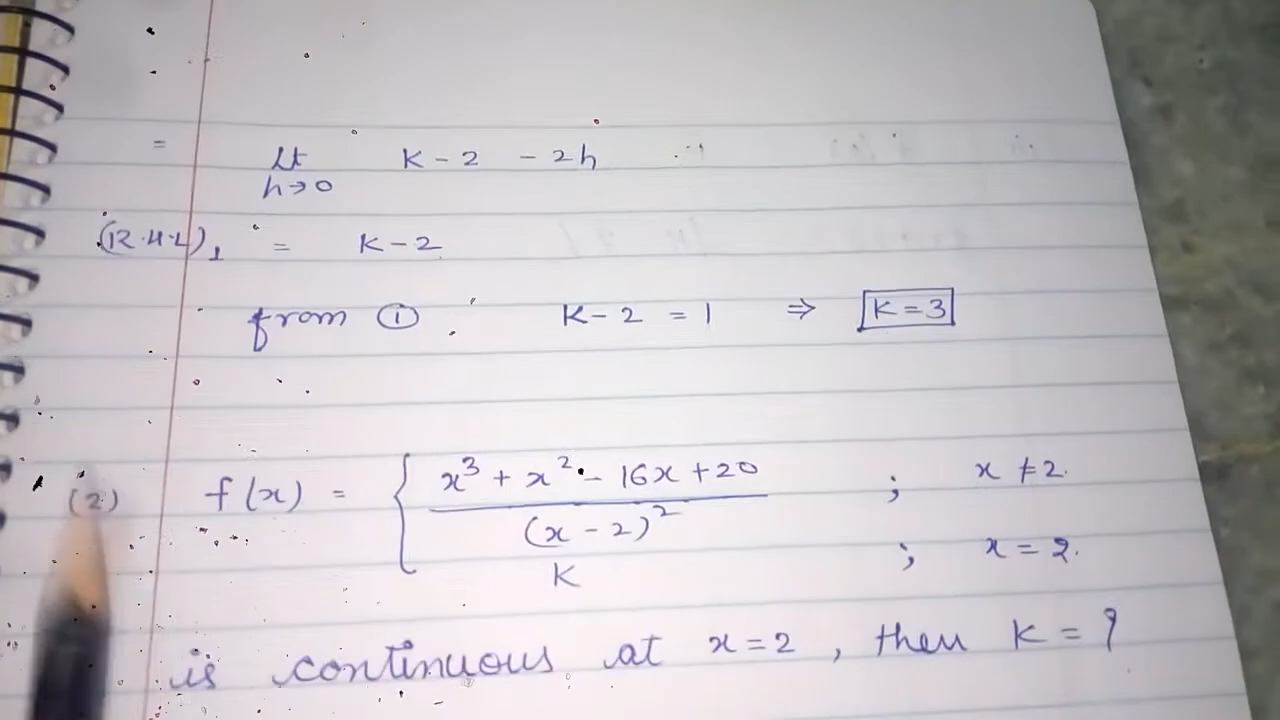 = lt K - 2 - 2h
h→0
(R.H.L)₁ = K - 2
from ① K - 2 = 1 ⇒ K = 3
(2) f(x) = { x³ + x² - 16x + 20 ; x ≠ 2.
(x - 2)²
K ; x = 2.
is continuous at x = 2 , then K = ?